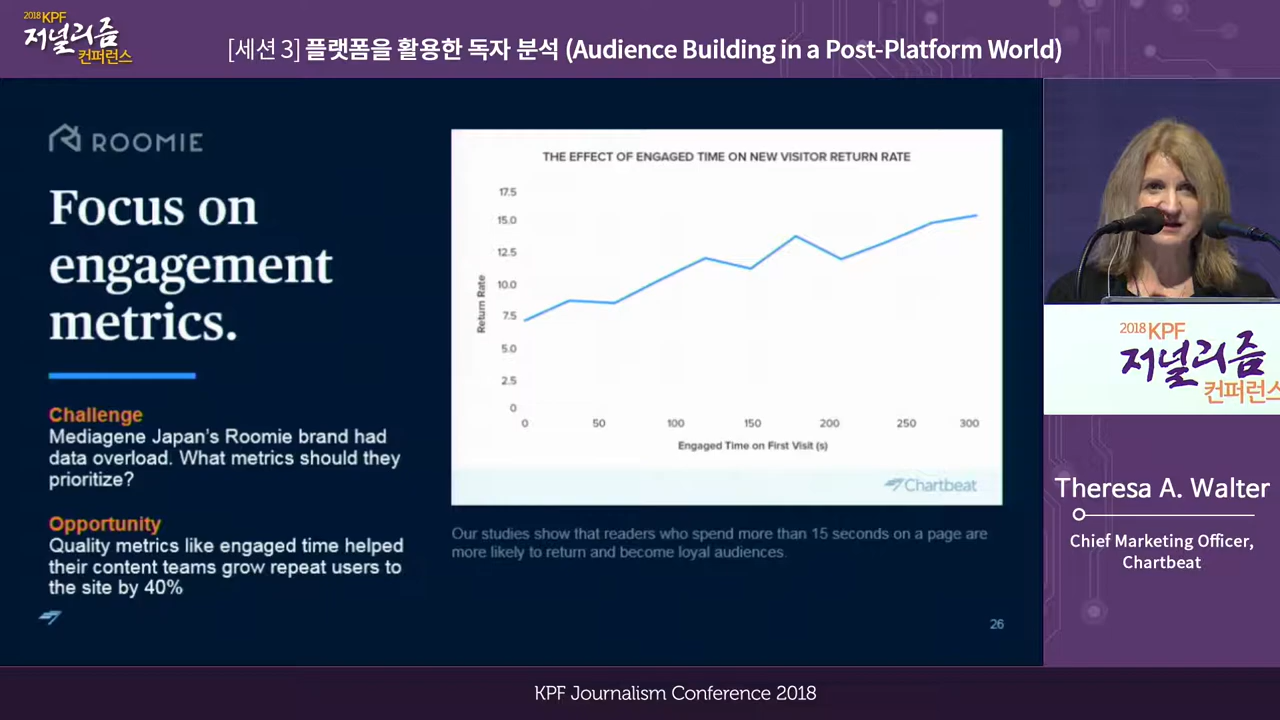 2018 KPF
저널리즘
컨퍼런스
[세션 3] 플랫폼을 활용한 독자 분석 (Audience Building in a Post-Platform World)
ROOMIE
Focus on
engagement
metrics.
Challenge
Mediagene Japan's Roomie brand had
data overload. What metrics should they
prioritize?
Opportunity
Quality metrics like engaged time helped
their content teams grow repeat users to
the site by 40%
THE EFFECT OF ENGAGED TIME ON NEW VISITOR RETURN RATE
Return Rate
17.5
15.0
12.5
10.0
7.5
5.0
2.5
0
0 50 100 150 200 250 300
Engaged Time on First Visit (s)
Chartbeat
Our studies show that readers who spend more than 15 seconds on a page are
more likely to return and become loyal audiences.
26
2018 KPF
저널리즘
컨퍼런스
Theresa A. Walter
Chief Marketing Officer,
Chartbeat
KPF Journalism Conference 2018